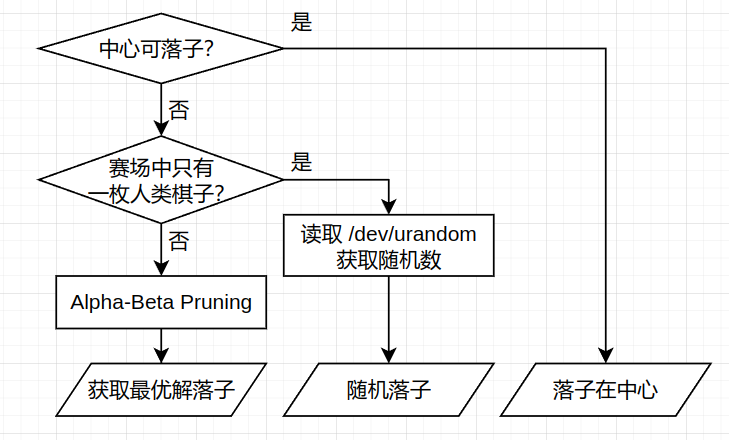 是
中心可落子？
否
赛场中只有
一枚人类棋子？
是
否
读取 /dev/urandom
获取随机数
Alpha-Beta Pruning
获取最优解落子
随机落子
落子在中心